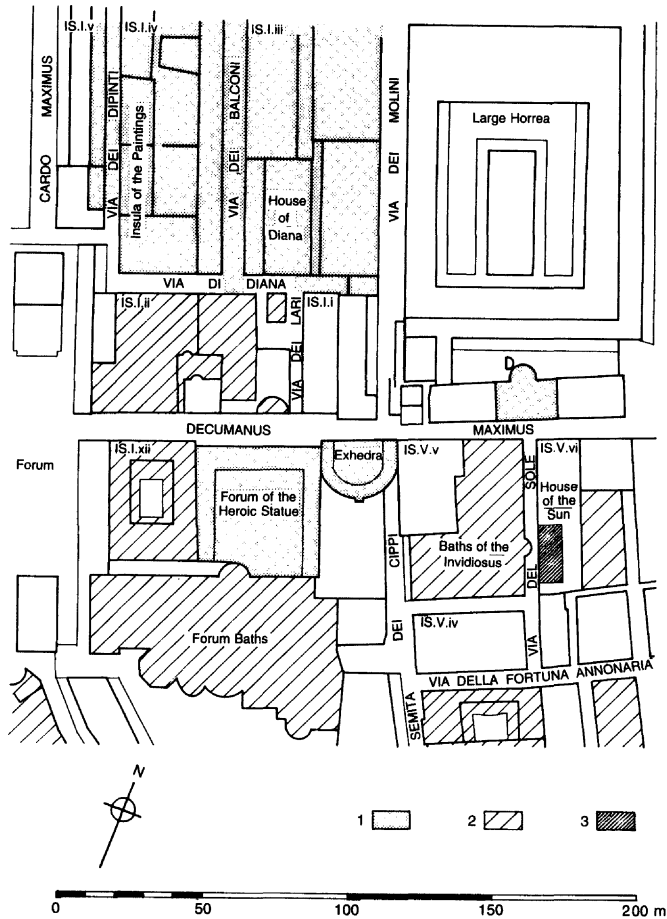 IS.I.v
IS.I.iv
IS.I.iii
CARDO MAXIMUS
VIA DEI DIPINTI
Insula of the Paintings
VIA DEI BALCONI
House
of
Diana
VIA DEI MOLINI
Large Horrea
VIA DI DIANA
IS.I.ii
VIA DEI LARI
IS.I.i
D
DECUMANUS MAXIMUS
Forum
IS.I.xii
Forum of the
Heroic Statue
Exhedra
IS.V.v
IS.V.vi
House
of the
Sun
Baths of the
Invidiosus
VIA DEL SOLE
SEMITA DEI CIPPI
Forum Baths
IS.V.iv
VIA DELLA FORTUNA ANNONARIA
N
1
2
3
0 50 100 150 200 m